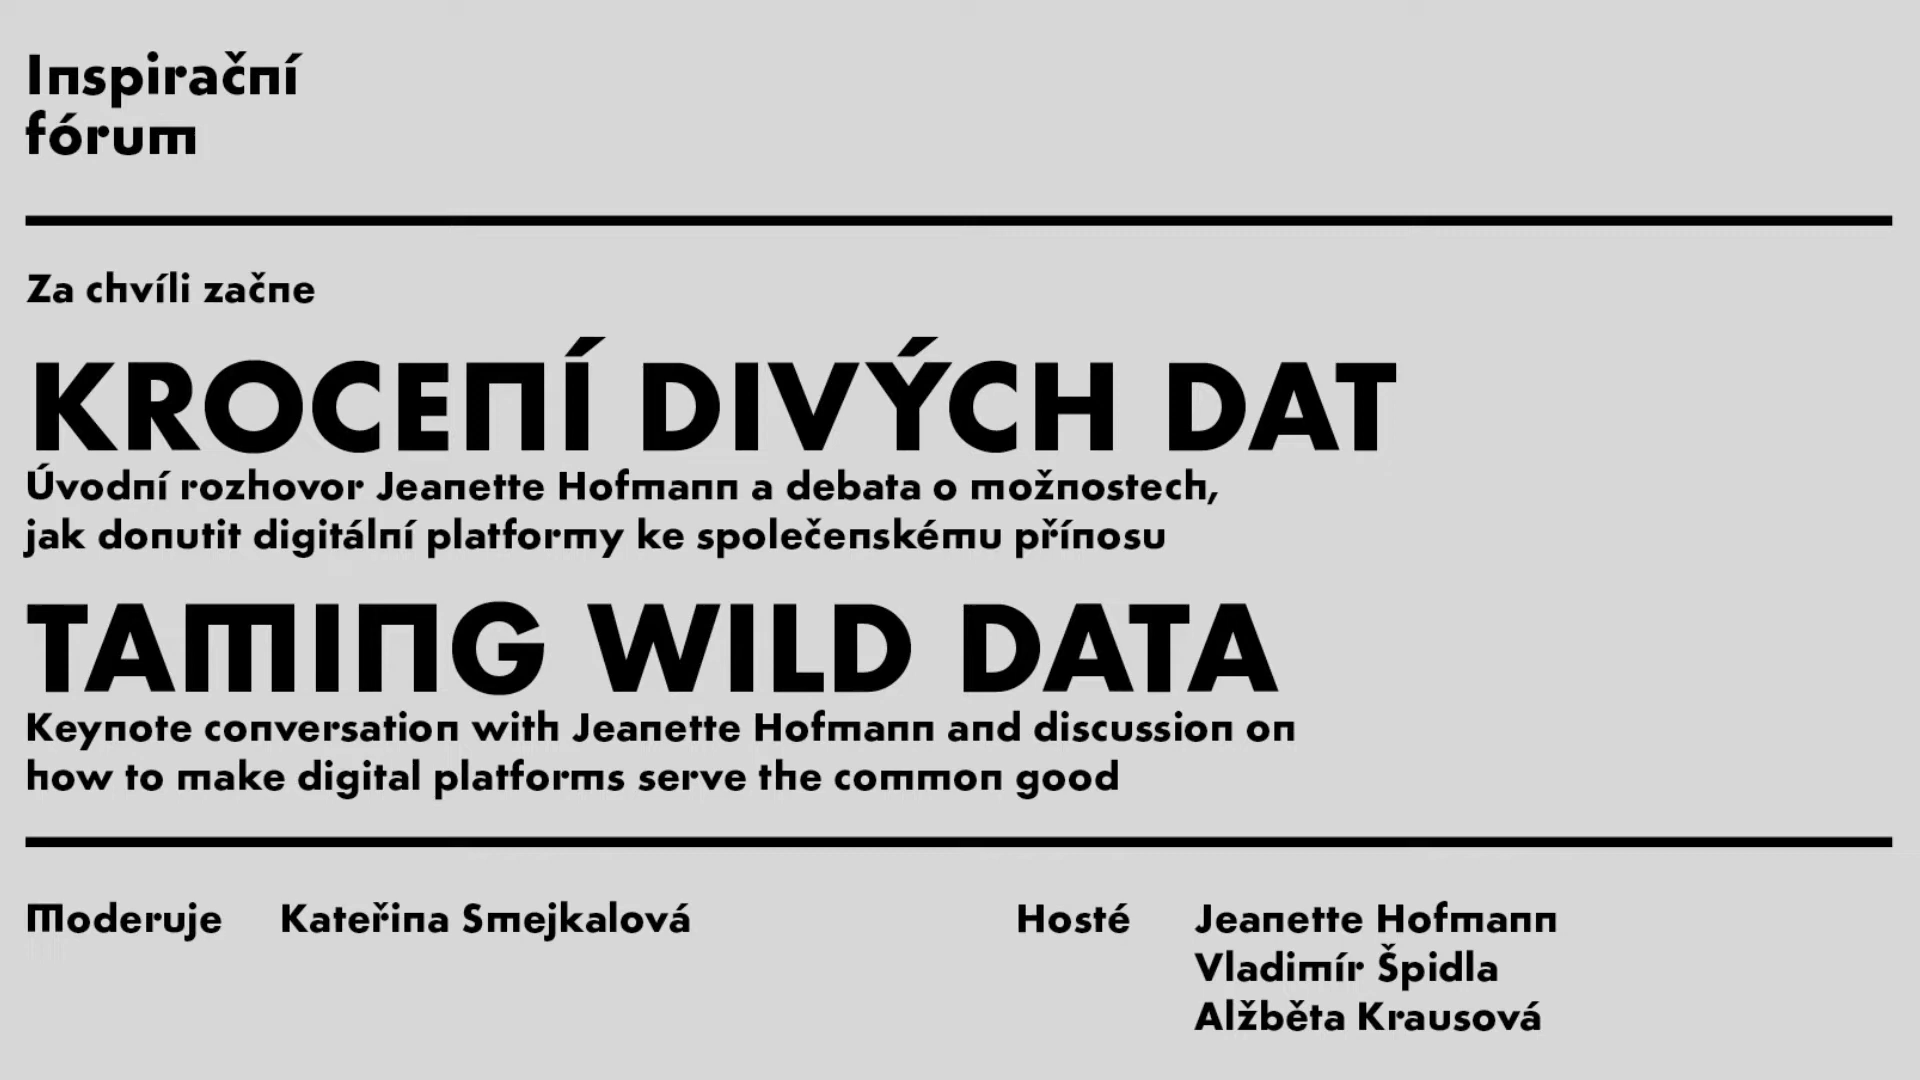 Inspirační
fórum
Za chvíli začne
KROCENÍ DIVÝCH DAT
Úvodní rozhovor Jeanette Hofmann a debata o možnostech,
jak donutit digitální platformy ke společenskému přínosu
TAMING WILD DATA
Keynote conversation with Jeanette Hofmann and discussion on
how to make digital platforms serve the common good
Moderuje Kateřina Smejkalová
Hosté Jeanette Hofmann
Vladimír Špidla
Alžběta Krausová